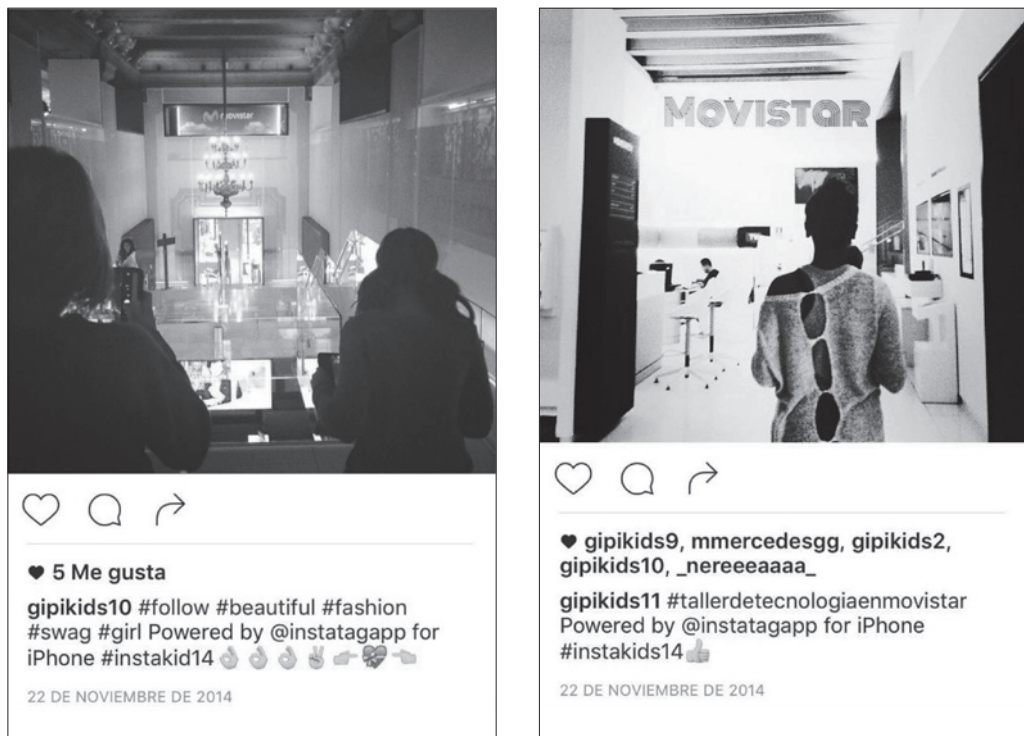 movistar
5 Me gusta
gipikids10 #follow #beautiful #fashion
#swag #girl Powered by @instatagapp for
iPhone #instakid14👌👌👌✌👉💝👈
22 DE NOVIEMBRE DE 2014
MOVISTAR
gipikids9, mmercedesgg, gipikids2,
gipikids10, _nereeeaaaa_
gipikids11 #tallerdetecnologiaenmovistar
Powered by @instatagapp for iPhone
#instakids14👍
22 DE NOVIEMBRE DE 2014